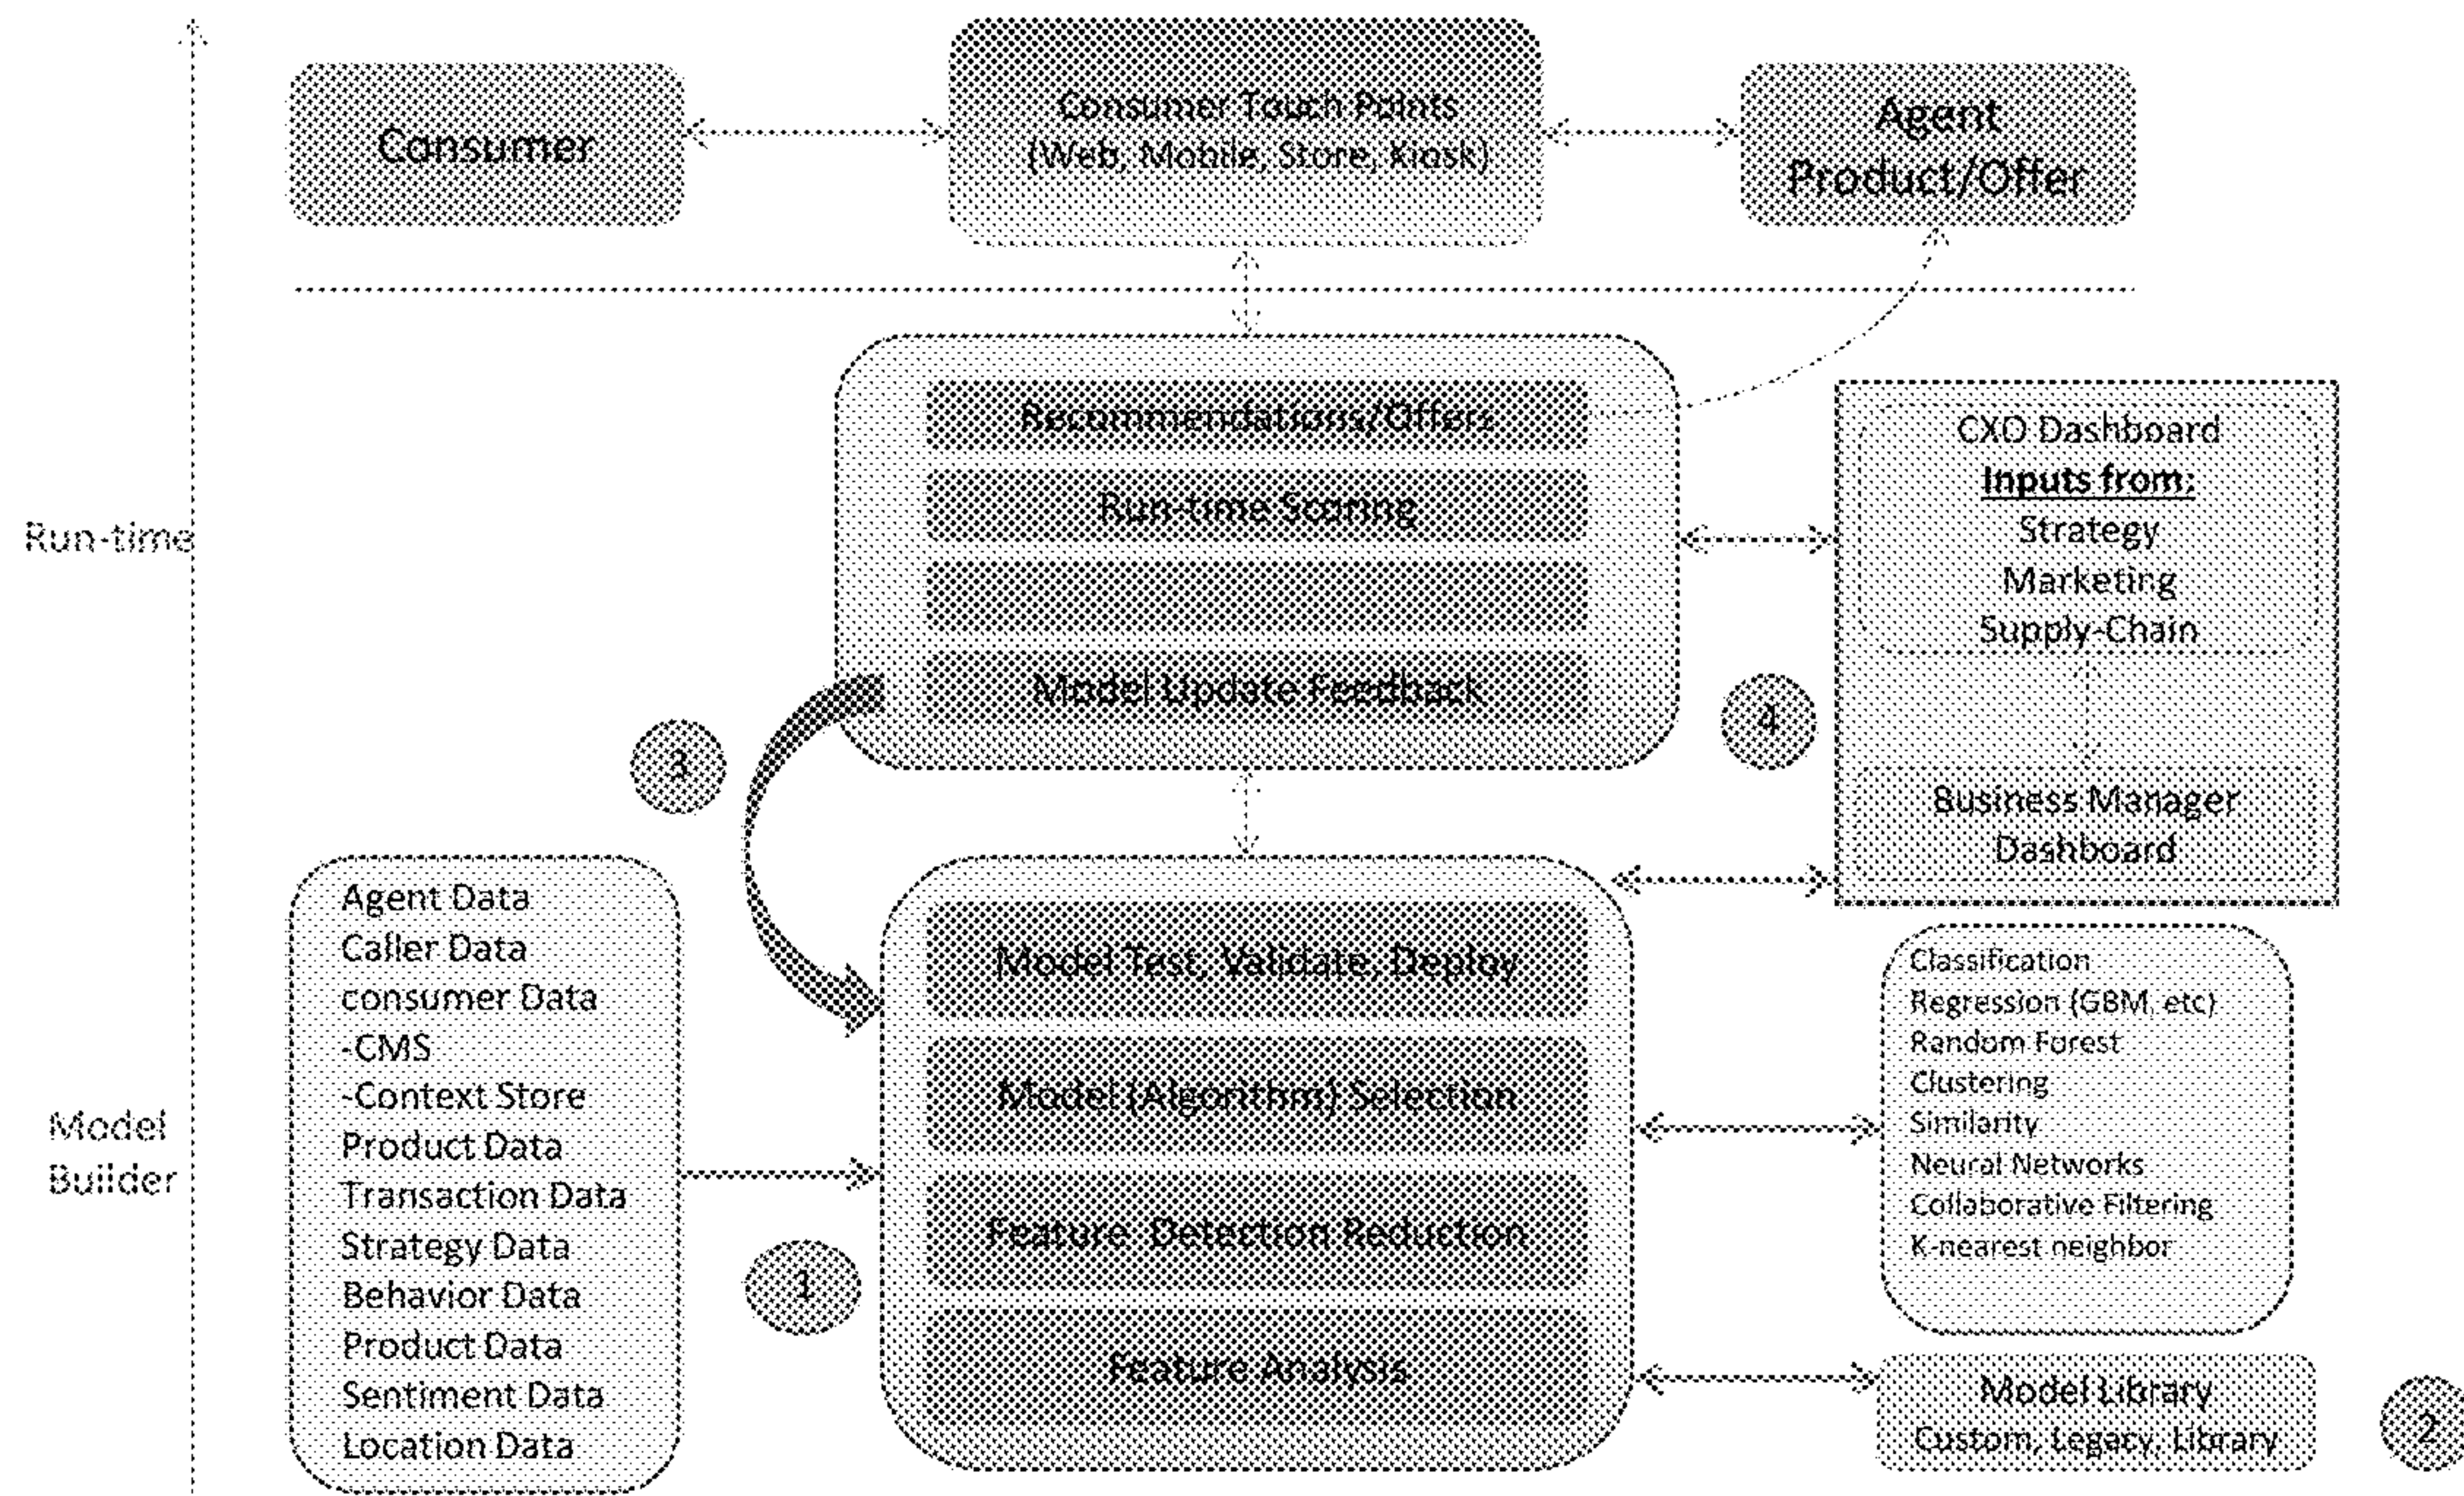 Consumer
Consumer Touch Points
(Web, Mobile, Store, Kiosk)
Agent
Product/Offer
Run-time
Recommendations/Offers
Run-time Scoring
Model Update Feedback
CXO Dashboard
Inputs from:
Strategy
Marketing
Supply-Chain
Business Manager
Dashboard
3
4
Model
Builder
Agent Data
Caller Data
consumer Data
-CMS
-Context Store
Product Data
Transaction Data
Strategy Data
Behavior Data
Product Data
Sentiment Data
Location Data
1
Model Test, Validate, Deploy
Model (Algorithm) Selection
Feature Detection Reduction
Feature Analysis
Classification
Regression (GBM, etc)
Random Forest
Clustering
Similarity
Neural Networks
Collaborative Filtering
K-nearest neighbor
Model Library
Custom, Legacy, Library
2